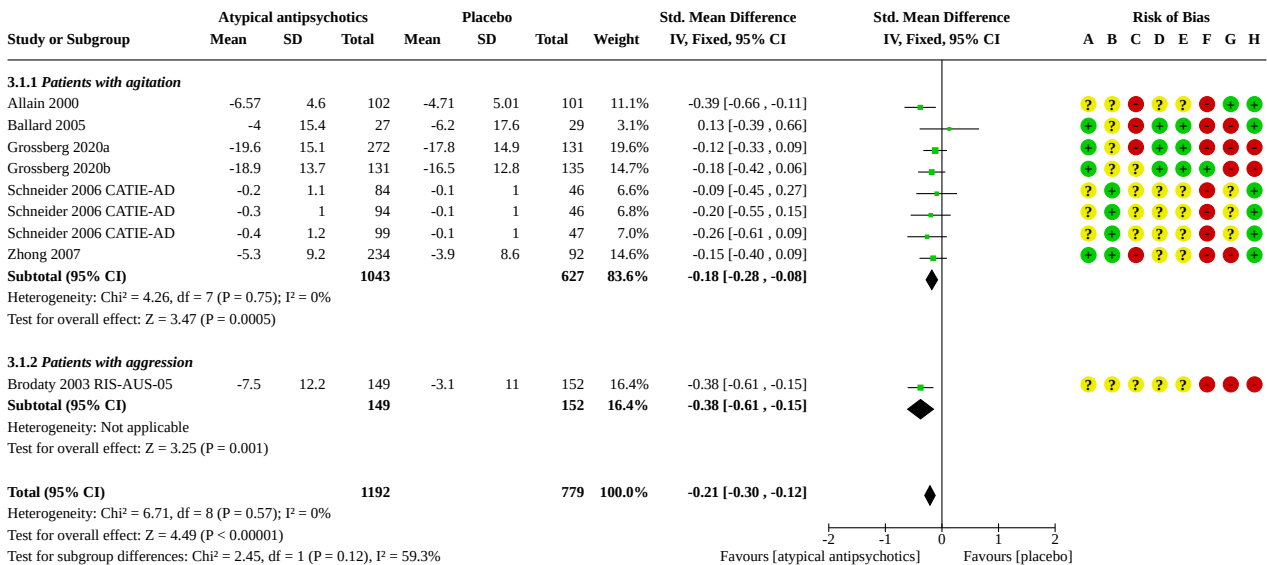 Atypical antipsychotics Placebo Std. Mean Difference Std. Mean Difference Risk of Bias
Study or Subgroup Mean SD Total Mean SD Total Weight IV, Fixed, 95% CI IV, Fixed, 95% CI A B C D E F G H
3.1.1 Patients with agitation
Allain 2000 -6.57 4.6 102 -4.71 5.01 101 11.1% -0.39 [-0.66 , -0.11] ? ? - ? ? - + +
Ballard 2005 -4 15.4 27 -6.2 17.6 29 3.1% 0.13 [-0.39 , 0.66] + ? - + + - - +
Grossberg 2020a -19.6 15.1 272 -17.8 14.9 131 19.6% -0.12 [-0.33 , 0.09] + ? - + + - - -
Grossberg 2020b -18.9 13.7 131 -16.5 12.8 135 14.7% -0.18 [-0.42 , 0.06] + ? ? + + + - -
Schneider 2006 CATIE-AD -0.2 1.1 84 -0.1 1 46 6.6% -0.09 [-0.45 , 0.27] ? + ? ? ? - ? +
Schneider 2006 CATIE-AD -0.3 1 94 -0.1 1 46 6.8% -0.20 [-0.55 , 0.15] ? + ? ? ? - ? +
Schneider 2006 CATIE-AD -0.4 1.2 99 -0.1 1 47 7.0% -0.26 [-0.61 , 0.09] ? + ? ? ? - ? +
Zhong 2007 -5.3 9.2 234 -3.9 8.6 92 14.6% -0.15 [-0.40 , 0.09] + + - ? ? - - +
Subtotal (95% CI) 1043 627 83.6% -0.18 [-0.28 , -0.08]
Heterogeneity: Chi² = 4.26, df = 7 (P = 0.75); I² = 0%
Test for overall effect: Z = 3.47 (P = 0.0005)
3.1.2 Patients with aggression
Brodaty 2003 RIS-AUS-05 -7.5 12.2 149 -3.1 11 152 16.4% -0.38 [-0.61 , -0.15] ? ? ? ? ? - - -
Subtotal (95% CI) 149 152 16.4% -0.38 [-0.61 , -0.15]
Heterogeneity: Not applicable
Test for overall effect: Z = 3.25 (P = 0.001)
Total (95% CI) 1192 779 100.0% -0.21 [-0.30 , -0.12]
Heterogeneity: Chi² = 6.71, df = 8 (P = 0.57); I² = 0%
Test for overall effect: Z = 4.49 (P < 0.00001)
-2 -1 0 1 2
Test for subgroup differences: Chi² = 2.45, df = 1 (P = 0.12), I² = 59.3% Favours [atypical antipsychotics] Favours [placebo]